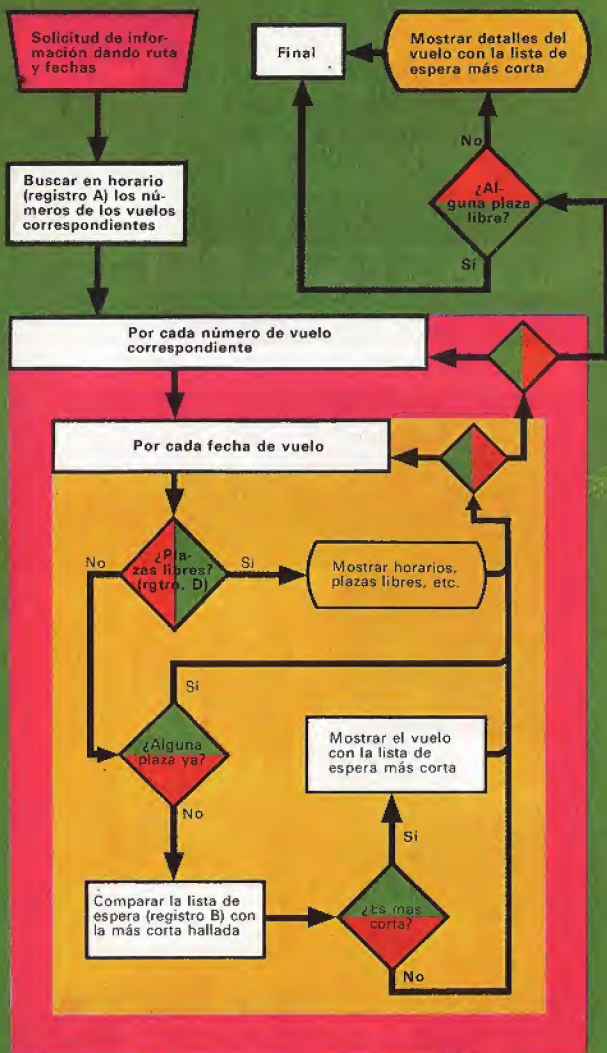 Solicitud de infor-
mación dando ruta
y fechas
Final
Mostrar detalles del
vuelo con la lista de
espera más corta
No
¿Al-
guna plaza
libre?
Sí
Buscar en horario
(registro A) los nú-
meros de los vuelos
correspondientes
Por cada número de vuelo
correspondiente
Por cada fecha de vuelo
No
¿Pla-
zas libres?
(rgtro. D)
Si
Mostrar horarios,
plazas libres, etc.
Si
¿Alguna
plaza ya?
No
Mostrar el vuelo
con la lista de
espera más corta
Si
Comparar la lista de
espera (registro B) con
la más corta hallada
¿Es más
corta?
No